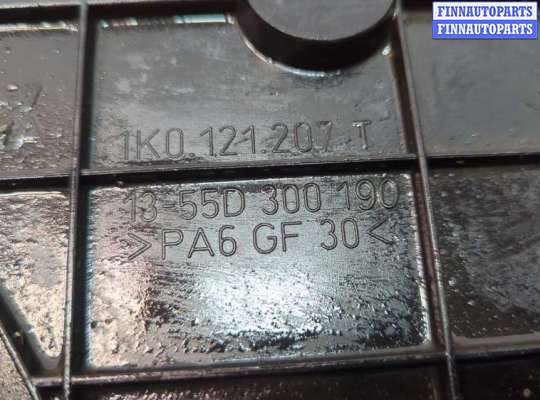 FINNAUTOPARTS
FINNAUTOPARTS
1K0.121.207 T
13-55D 300 190
>PA6 GF 30<